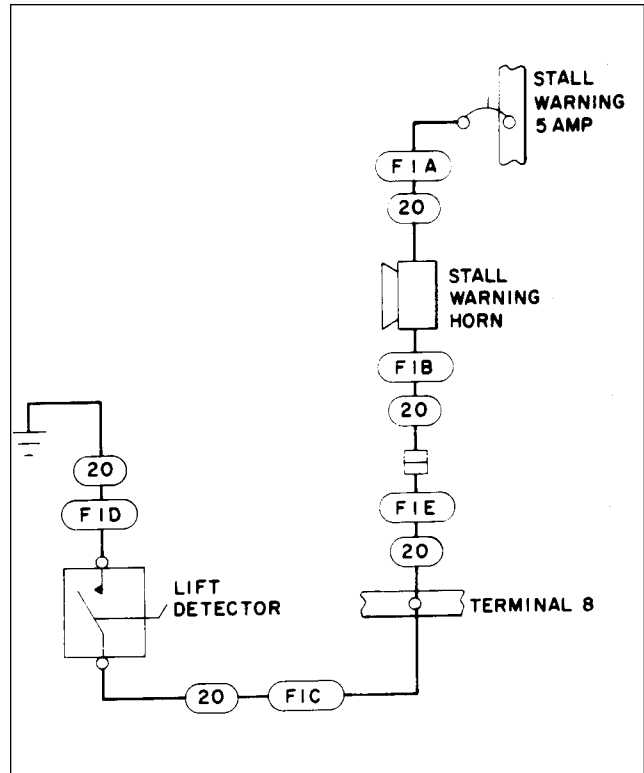 STALL
WARNING
5 AMP
F1A
20
STALL
WARNING
HORN
F1B
20
20
F1D
F1E
20
LIFT
DETECTOR
TERMINAL 8
20
F1C